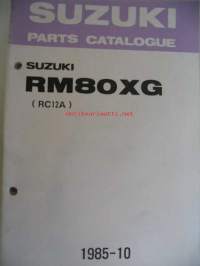 SUZUKI
PARTS CATALOGUE
SUZUKI
RM80XG
(RC12A)
1985-10